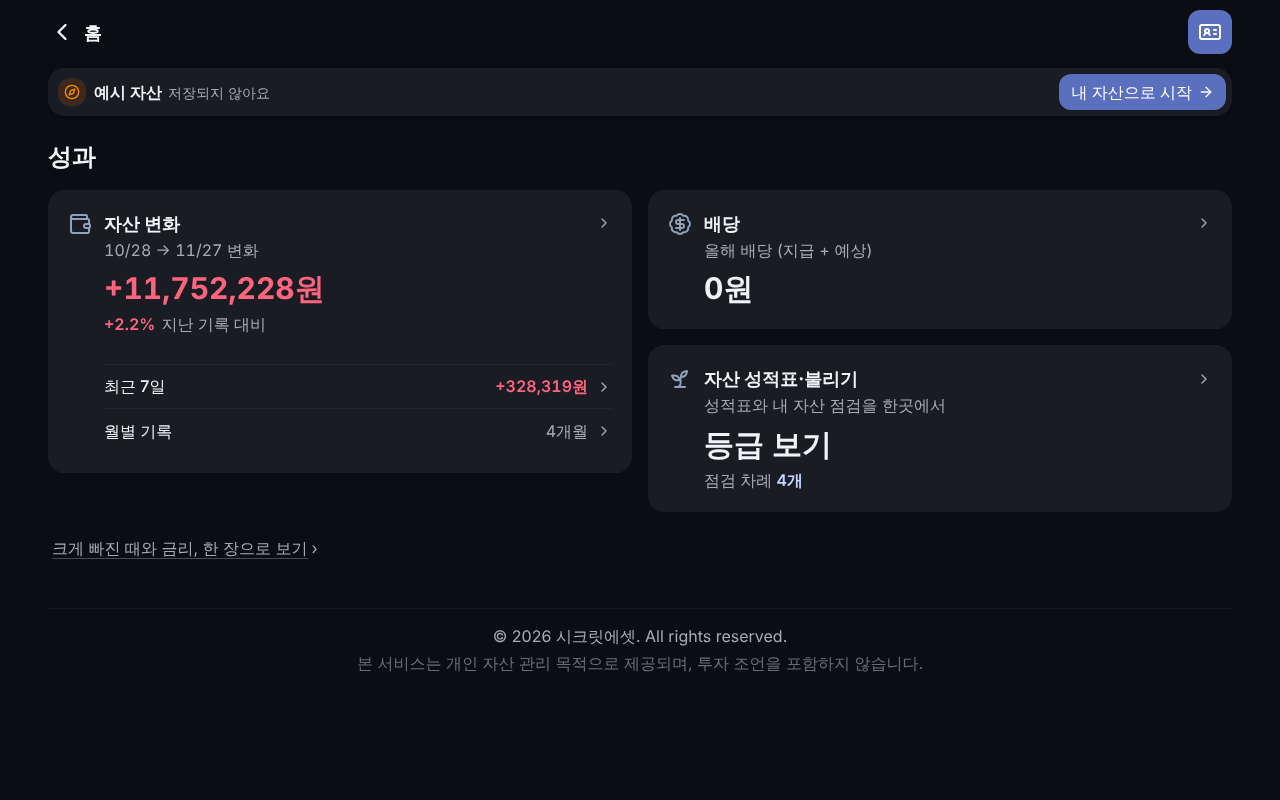 홈
예시 자산 저장되지 않아요
내 자산으로 시작 →
성과
자산 변화
10/28 → 11/27 변화
+11,752,228원
+2.2% 지난 기록 대비
최근 7일 +328,319원
월별 기록 4개월
배당
올해 배당 (지급 + 예상)
0원
자산 성적표·불리기
성적표와 내 자산 점검을 한곳에서
등급 보기
점검 차례 4개
크게 빠진 때와 금리, 한 장으로 보기 ›
© 2026 시크릿에셋. All rights reserved.
본 서비스는 개인 자산 관리 목적으로 제공되며, 투자 조언을 포함하지 않습니다.